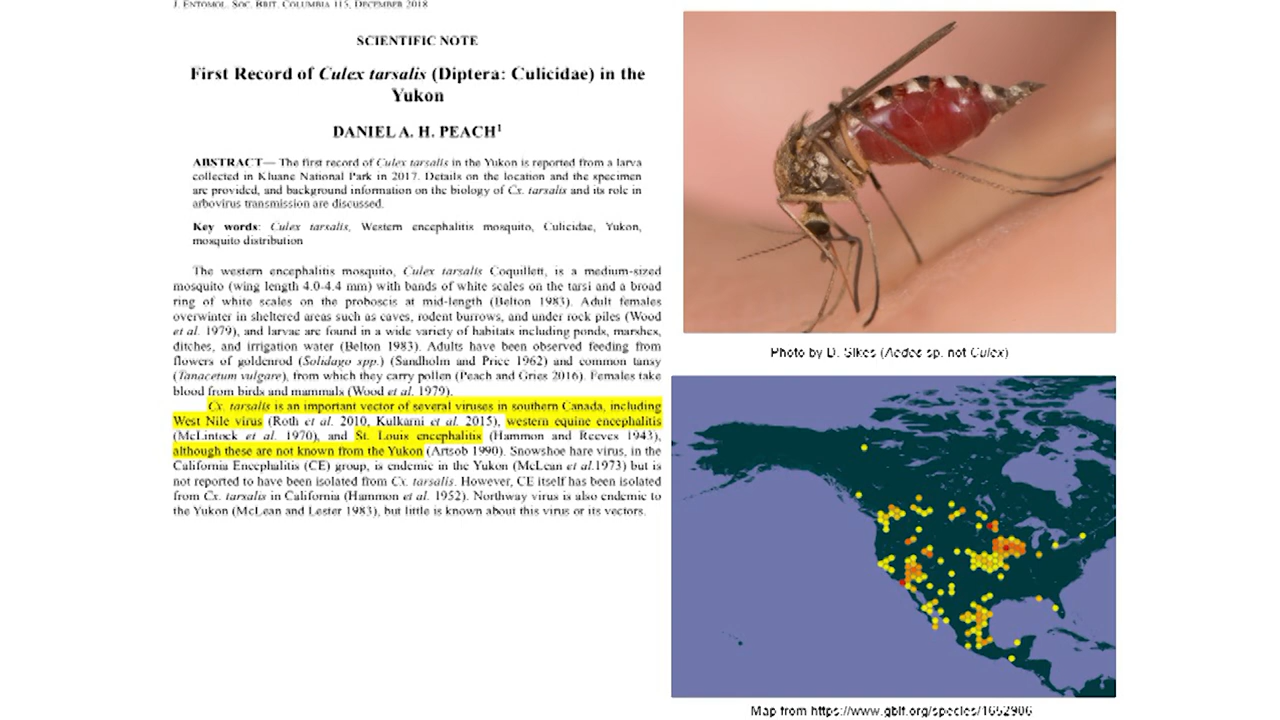 J. ENTOMOL. SOC. BRIT. COLUMBIA 115, DECEMBER 2018
SCIENTIFIC NOTE
First Record of Culex tarsalis (Diptera: Culicidae) in the
Yukon
DANIEL A. H. PEACH¹
ABSTRACT— The first record of Culex tarsalis in the Yukon is reported from a larva
collected in Kluane National Park in 2017. Details on the location and the specimen
are provided, and background information on the biology of Cx. tarsalis and its role in
arbovirus transmission are discussed.
Key words: Culex tarsalis, Western encephalitis mosquito, Culicidae, Yukon,
mosquito distribution
The western encephalitis mosquito, Culex tarsalis Coquillett, is a medium-sized
mosquito (wing length 4.0-4.4 mm) with bands of white scales on the tarsi and a broad
ring of white scales on the proboscis at mid-length (Belton 1983). Adult females
overwinter in sheltered areas such as caves, rodent burrows, and under rock piles (Wood
et al. 1979), and larvae are found in a wide variety of habitats including ponds, marshes,
ditches, and irrigation water (Belton 1983). Adults have been observed feeding from
flowers of goldenrod (Solidago spp.) (Sandholm and Price 1962) and common tansy
(Tanacetum vulgare), from which they carry pollen (Peach and Gries 2016). Females take
blood from birds and mammals (Wood et al. 1979).
Cx. tarsalis is an important vector of several viruses in southern Canada, including
West Nile virus (Roth et al. 2010, Kulkarni et al. 2015), western equine encephalitis
(McLintock et al. 1970), and St. Louis encephalitis (Hammon and Reeves 1943),
although these are not known from the Yukon (Artsob 1990). Snowshoe hare virus, in the
California Encephalitis (CE) group, is endemic in the Yukon (McLean et al.1973) but is
not reported to have been isolated from Cx. tarsalis. However, CE itself has been isolated
from Cx. tarsalis in California (Hammon et al. 1952). Northway virus is also endemic to
the Yukon (McLean and Lester 1983), but little is known about this virus or its vectors.
Photo by D. Sikes (Aedes sp. not Culex)
Map from https://www.gbif.org/species/1652906